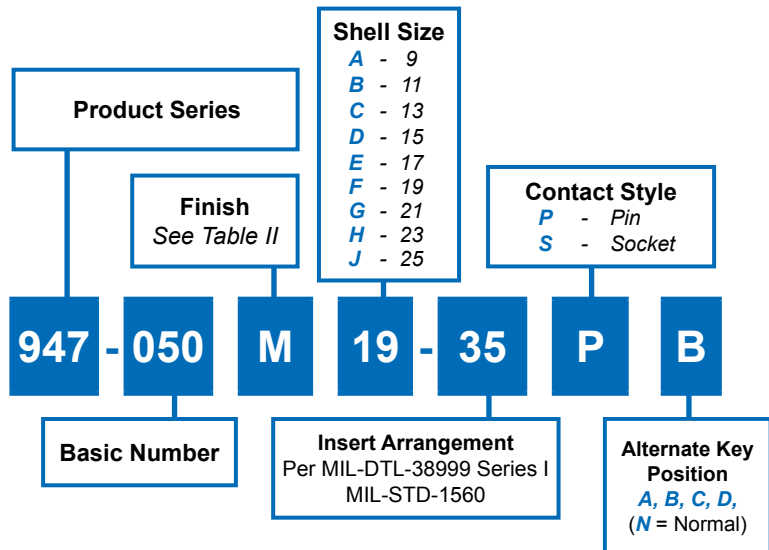 Shell Size
A - 9
B - 11
C - 13
D - 15
E - 17
F - 19
G - 21
H - 23
J - 25
Product Series
Finish
See Table II
Contact Style
P - Pin
S - Socket
947 - 050 M 19 - 35 P B
Basic Number
Insert Arrangement
Per MIL-DTL-38999 Series I
MIL-STD-1560
Alternate Key
Position
A, B, C, D,
(N = Normal)